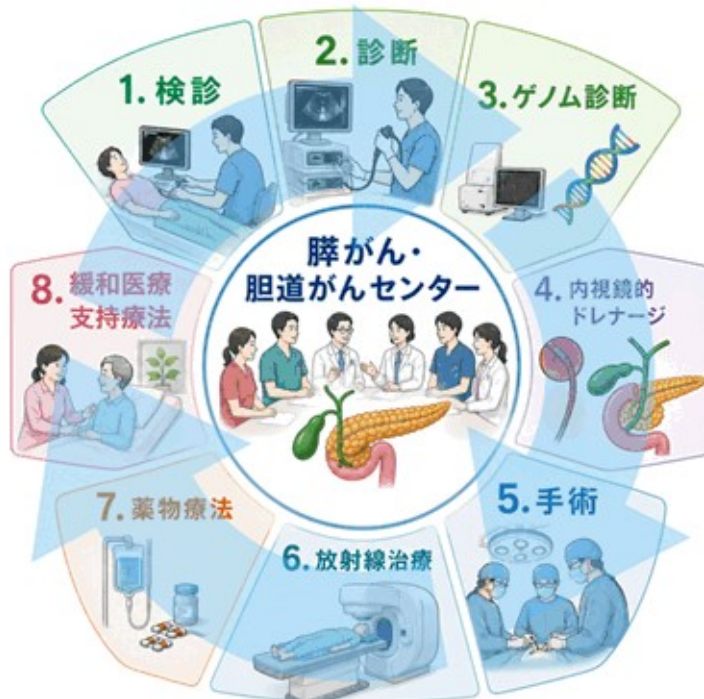 1. 検診
2. 診断
3. ゲノム診断
膵がん・
胆道がんセンター
4. 内視鏡的
ドレナージ
5. 手術
6. 放射線治療
7. 薬物療法
8. 緩和医療
支持療法